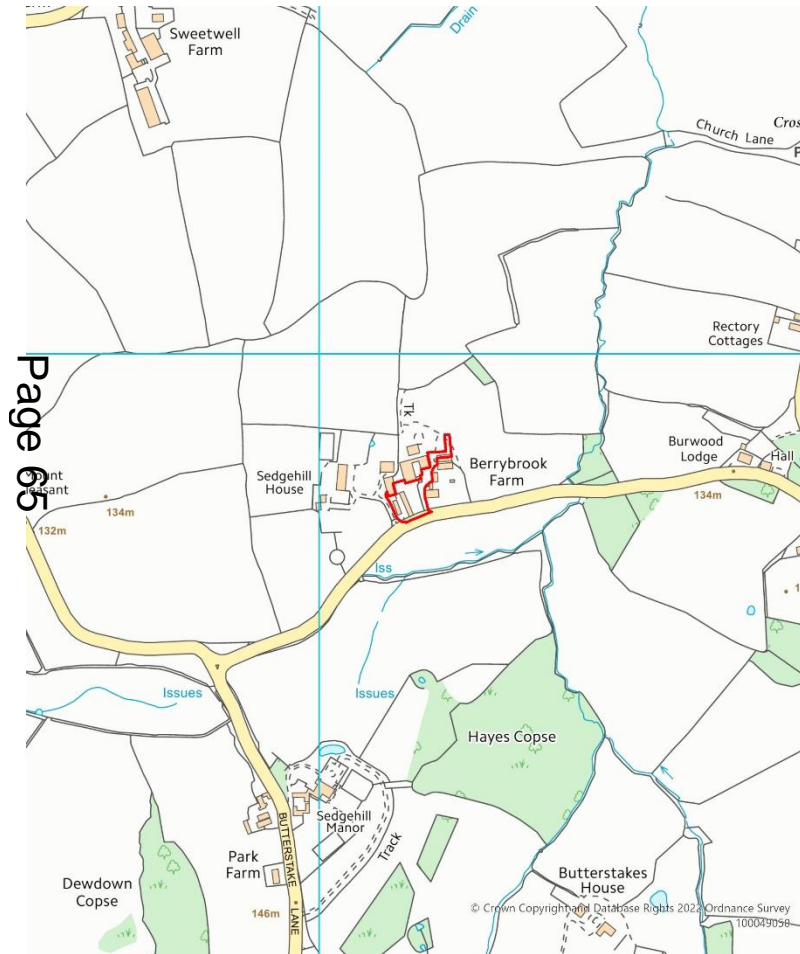 Sweetwell
Farm
Drain
Church Lane
Cros
Rectory
Cottages
Page 65
Tk
Burwood
Lodge
Hall
Sedgehill
House
Berrybrook
Farm
134m
134m
132m
Iss
Issues
Issues
Hayes Copse
Sedgehill
Manor
BUTTERSTAKE LANE
Track
Park
Farm
Dewdown
Copse
146m
Butterstakes
House
© Crown Copyright and Database Rights 2022 Ordnance Survey
100049050